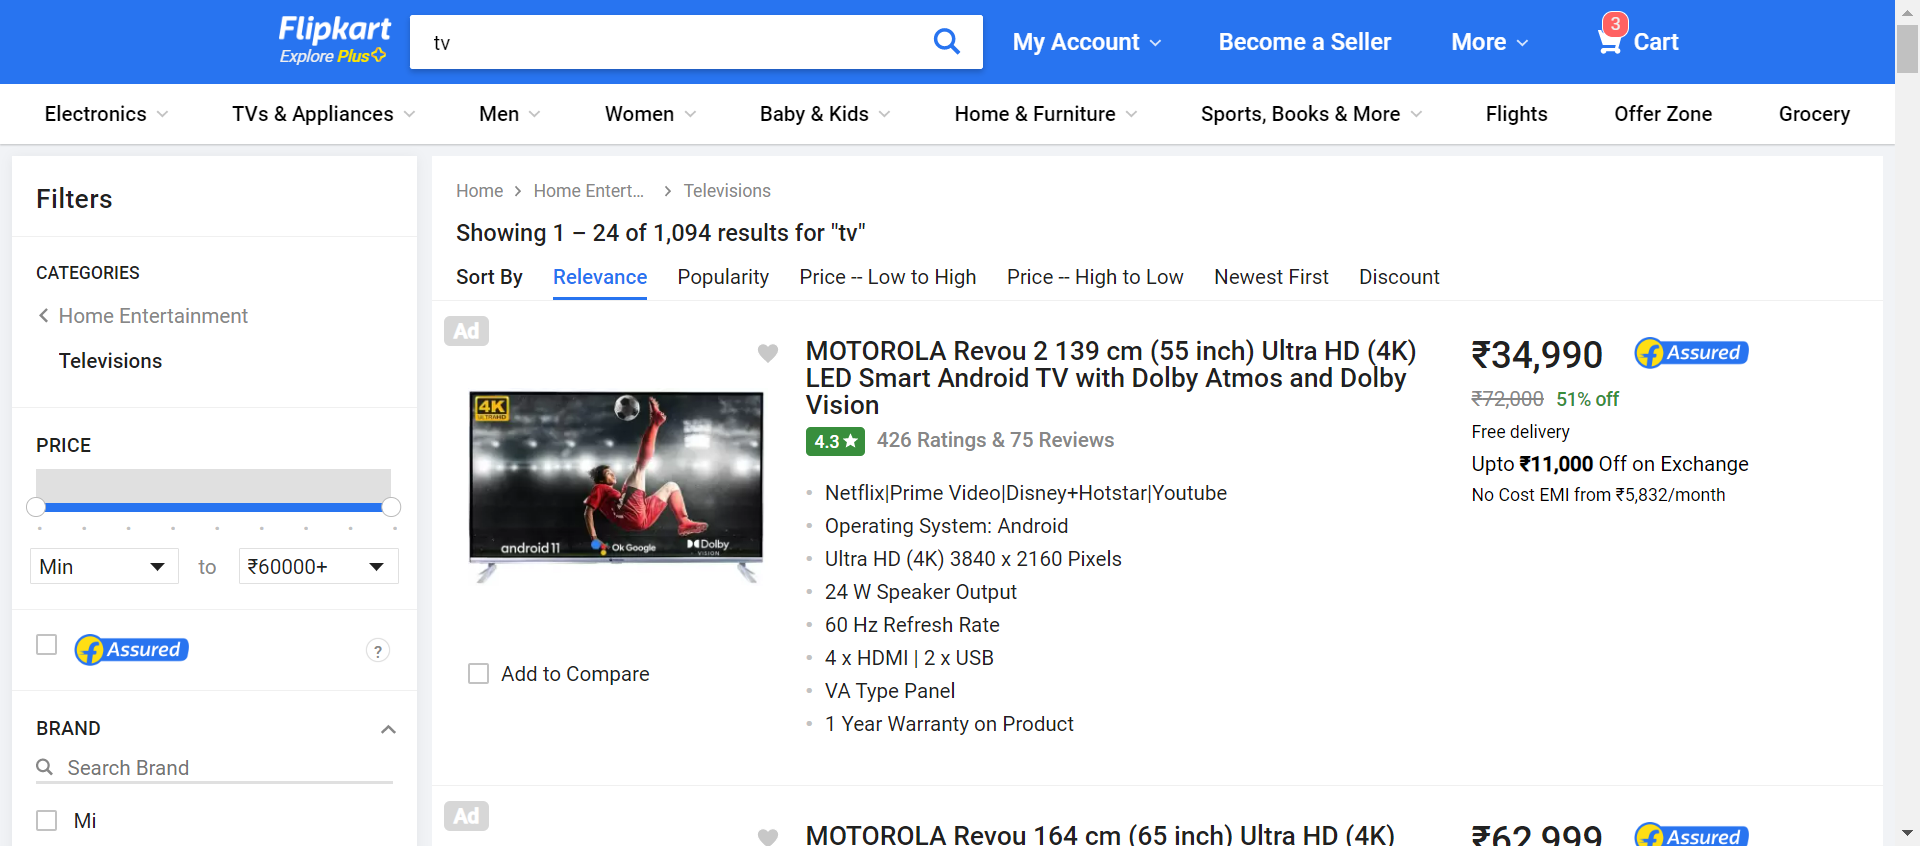 Flipkart
Explore Plus
tv
My Account
Become a Seller
More
3
Cart
Electronics
TVs & Appliances
Men
Women
Baby & Kids
Home & Furniture
Sports, Books & More
Flights
Offer Zone
Grocery
Filters
CATEGORIES
Home Entertainment
Televisions
PRICE
Min to ₹60000+
f Assured
?
BRAND
Search Brand
Mi
Home Home Entert... Televisions
Showing 1 – 24 of 1,094 results for "tv"
Sort By Relevance Popularity Price -- Low to High Price -- High to Low Newest First Discount
Ad
4K
ULTRA HD
android 11
Ok Google
Dolby
VISION
Add to Compare
MOTOROLA Revou 2 139 cm (55 inch) Ultra HD (4K)
LED Smart Android TV with Dolby Atmos and Dolby
Vision
4.3★ 426 Ratings & 75 Reviews
Netflix|Prime Video|Disney+Hotstar|Youtube
Operating System: Android
Ultra HD (4K) 3840 x 2160 Pixels
24 W Speaker Output
60 Hz Refresh Rate
4 x HDMI | 2 x USB
VA Type Panel
1 Year Warranty on Product
₹34,990
f Assured
₹72,000 51% off
Free delivery
Upto ₹11,000 Off on Exchange
No Cost EMI from ₹5,832/month
Ad
MOTOROLA Revou 164 cm (65 inch) Ultra HD (4K)
₹62,999
f Assured